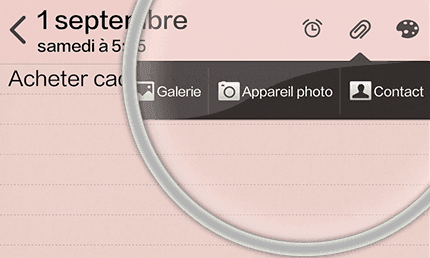 1 septembre
samedi à
Acheter
Galerie
Appareil photo
Contact